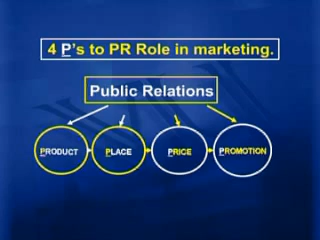 4 P's to PR Role in marketing.
Public Relations
PRODUCT PLACE PRICE PROMOTION